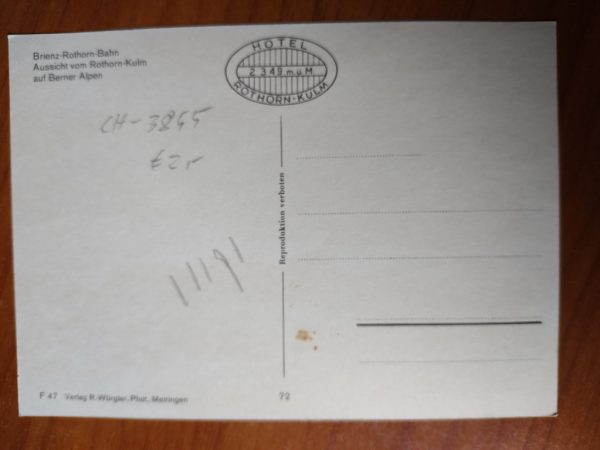 Brienz-Rothorn-Bahn
Aussicht vom Rothorn-Kulm
auf Berner Alpen
HOTEL
2349 m ü M
ROTHORN-KULM
CH-3855
£2,-
Reproduktion verboten
F 47 Verlag R. Würgler, Phot., Meiringen
72